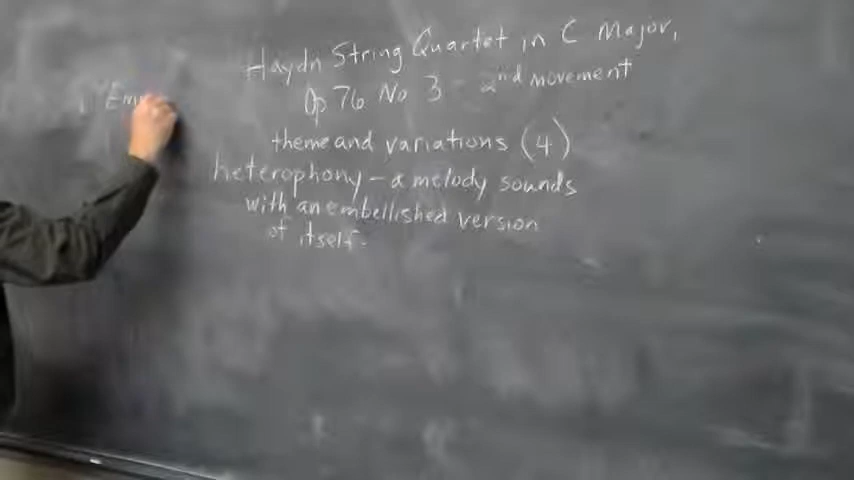 Haydn String Quartet in C Major,
Op 76 No 3 - 2nd movement
"Em
theme and variations (4)
heterophony - a melody sounds
with an embellished version
of itself.